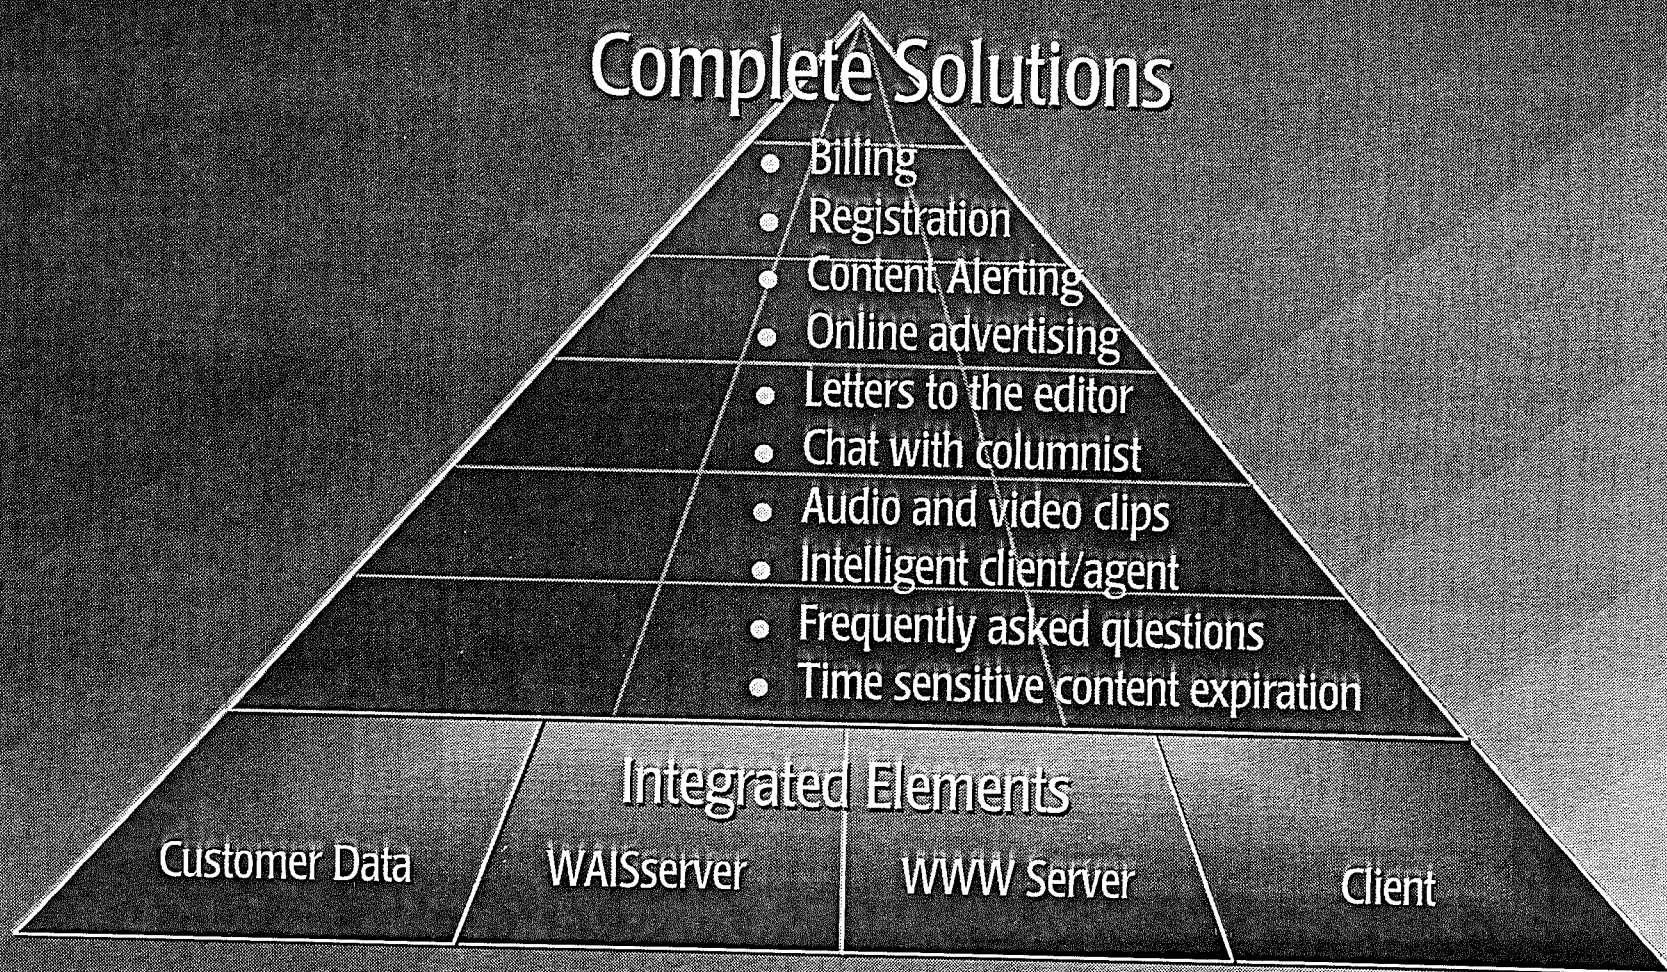 Complete Solutions
• Billing
• Registration
• Content Alerting
• Online advertising
• Letters to the editor
• Chat with columnist
• Audio and video clips
• Intelligent client/agent
• Frequently asked questions
• Time sensitive content expiration
Integrated Elements
Customer Data WAISserver WWW Server Client